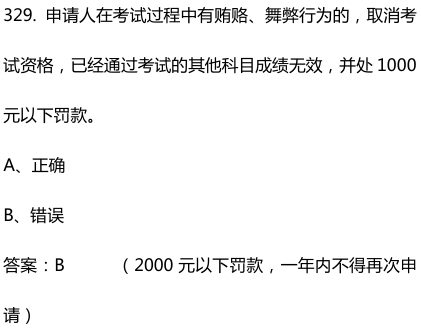 329. 申请人在考试过程中有贿赂、舞弊行为的，取消考
试资格，已经通过考试的其他科目成绩无效，并处 1000
元以下罚款。
A、正确
B、错误
答案：B （ 2000 元以下罚款，一年内不得再次申
请）